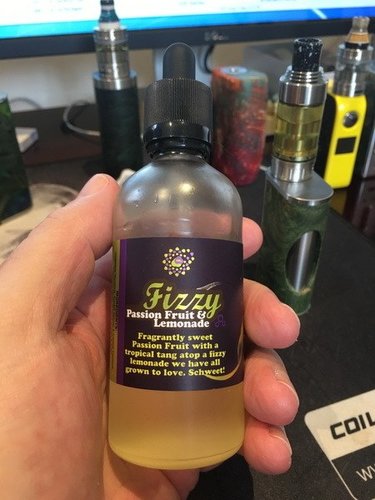 Fizzy
Passion Fruit &
Lemonade
Fragrantly sweet
Passion Fruit with a
tropical tang atop a fizzy
lemonade we have all
grown to love. Schweet!
COIL